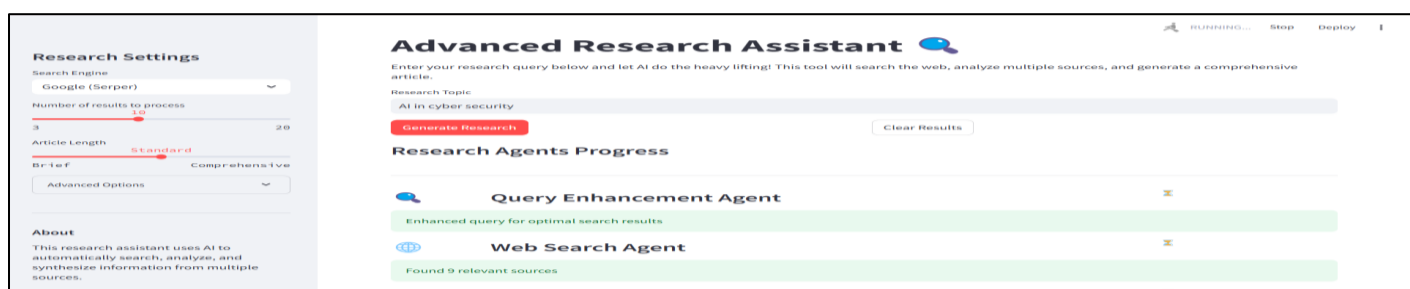 RUNNING... Stop Deploy
Research Settings
Search Engine
Google (Serper)
Number of results to process
10
3 20
Article Length
Standard
Brief Comprehensive
Advanced Options
About
This research assistant uses AI to
automatically search, analyze, and
synthesize information from multiple
sources.
Advanced Research Assistant
Enter your research query below and let AI do the heavy lifting! This tool will search the web, analyze multiple sources, and generate a comprehensive
article.
Research Topic
AI in cyber security
Generate Research Clear Results
Research Agents Progress
Query Enhancement Agent
Enhanced query for optimal search results
Web Search Agent
Found 9 relevant sources